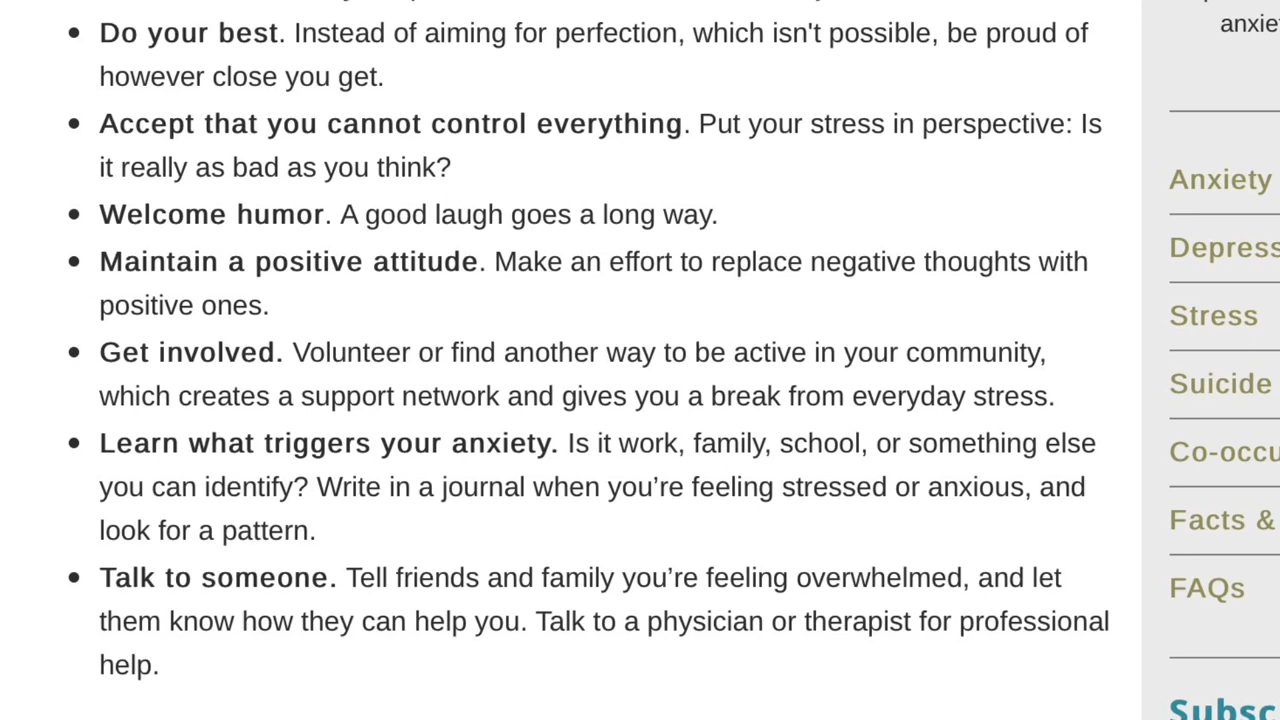 Do your best. Instead of aiming for perfection, which isn't possible, be proud of
however close you get.
Accept that you cannot control everything. Put your stress in perspective: Is
it really as bad as you think?
Welcome humor. A good laugh goes a long way.
Maintain a positive attitude. Make an effort to replace negative thoughts with
positive ones.
Get involved. Volunteer or find another way to be active in your community,
which creates a support network and gives you a break from everyday stress.
Learn what triggers your anxiety. Is it work, family, school, or something else
you can identify? Write in a journal when you’re feeling stressed or anxious, and
look for a pattern.
Talk to someone. Tell friends and family you’re feeling overwhelmed, and let
them know how they can help you. Talk to a physician or therapist for professional
help.
Anxiety
Stress
Suicide
Facts &
FAQs